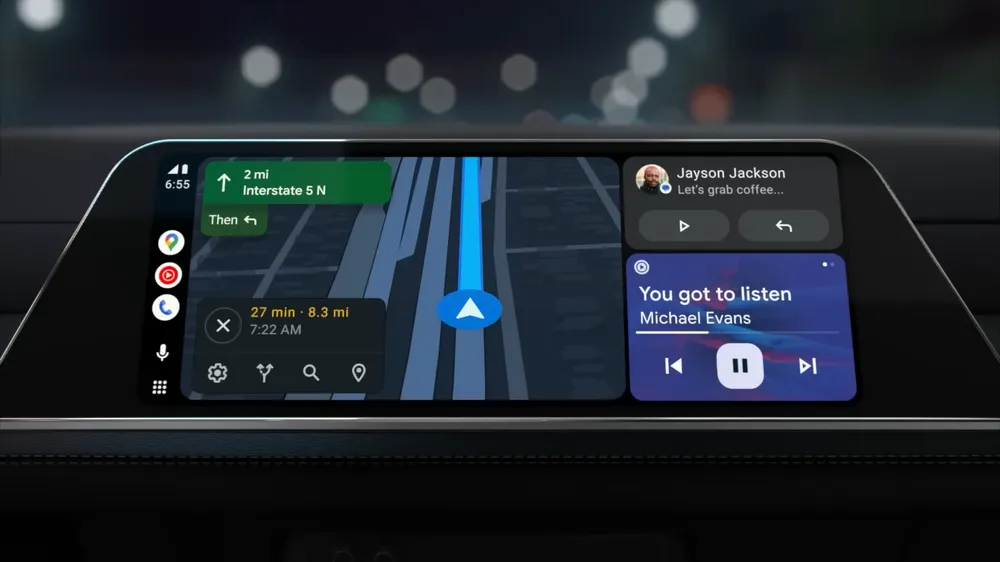 6:55
2 mi
Interstate 5 N
Then
27 min · 8.3 mi
7:22 AM
Jayson Jackson
Let's grab coffee...
You got to listen
Michael Evans